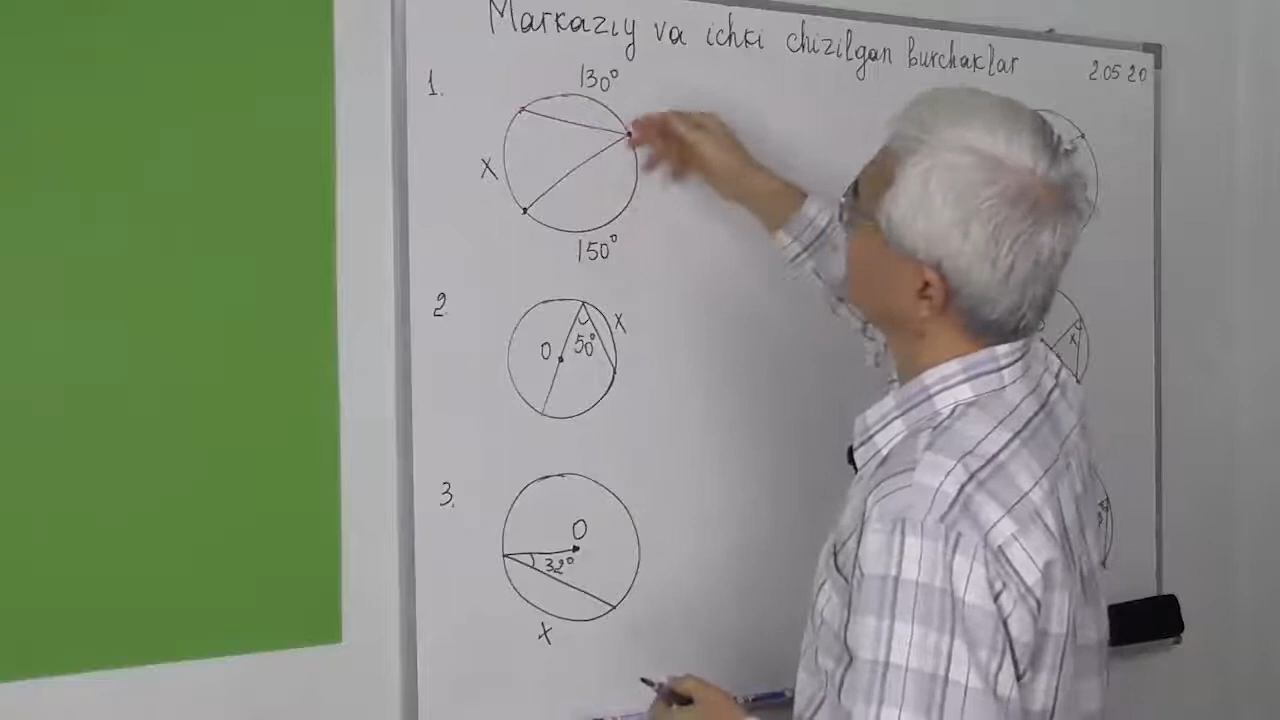 Markaziy va ichki chizilgan burchaklar
2.05 20
1.
130°
x
150°
2
x
O
50°
x
3.
O
32°
x